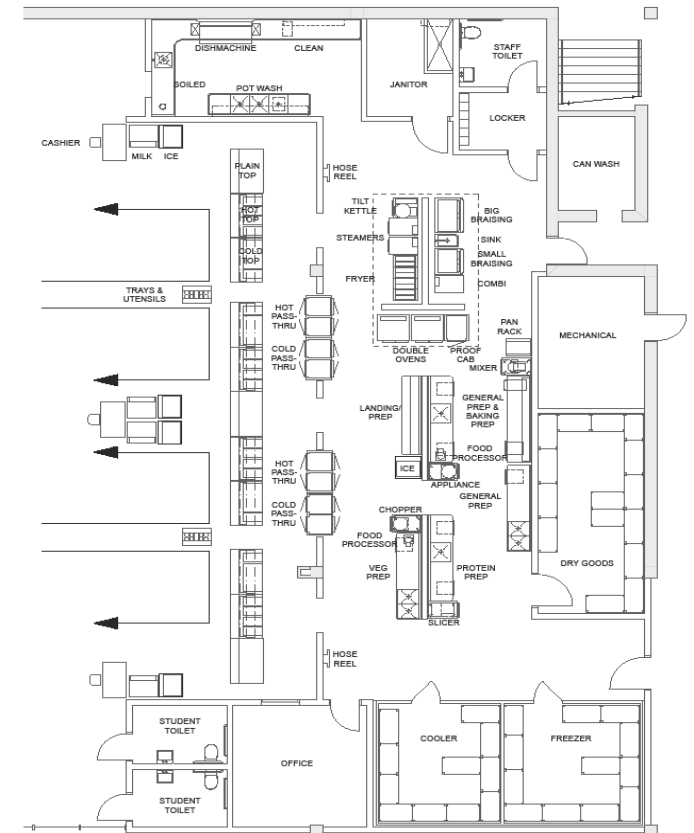 DISHMACHINE
CLEAN
STAFF
TOILET
SOILED
POT WASH
JANITOR
LOCKER
CASHIER
MILK
ICE
CAN WASH
PLAIN
TOP
HOSE
REEL
HOT
TOP
TILT
KETTLE
BIG
BRAISING
STEAMERS
SINK
COLD
TOP
SMALL
BRAISING
FRYER
COMBI
TRAYS &
UTENSILS
HOT
PASS-
THRU
PAN
RACK
MECHANICAL
COLD
PASS-
THRU
DOUBLE
OVENS
PROOF
CAB
MIXER
LANDING/
PREP
GENERAL
PREP &
BAKING
PREP
FOOD
PROCESSOR
HOT
PASS-
THRU
ICE
APPLIANCE
GENERAL
PREP
COLD
PASS-
THRU
CHOPPER
FOOD
PROCESSOR
VEG
PREP
PROTEIN
PREP
DRY GOODS
SLICER
HOSE
REEL
STUDENT
TOILET
OFFICE
COOLER
FREEZER
STUDENT
TOILET